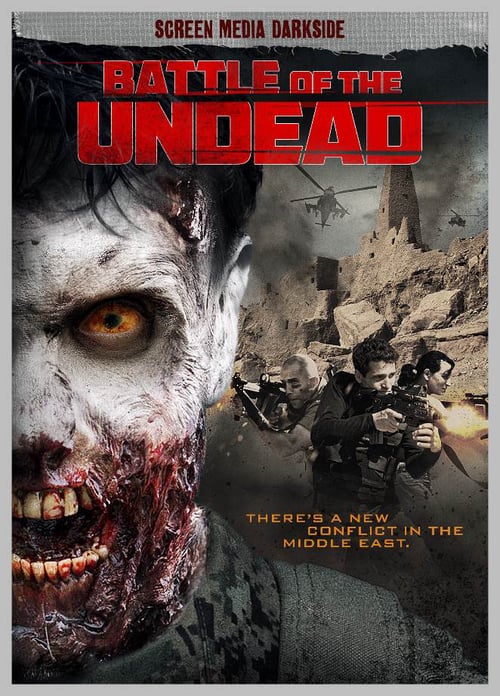 SCREEN MEDIA DARKSIDE
BATTLE OF THE
UNDEAD
THERE'S A NEW
CONFLICT IN THE
MIDDLE EAST.